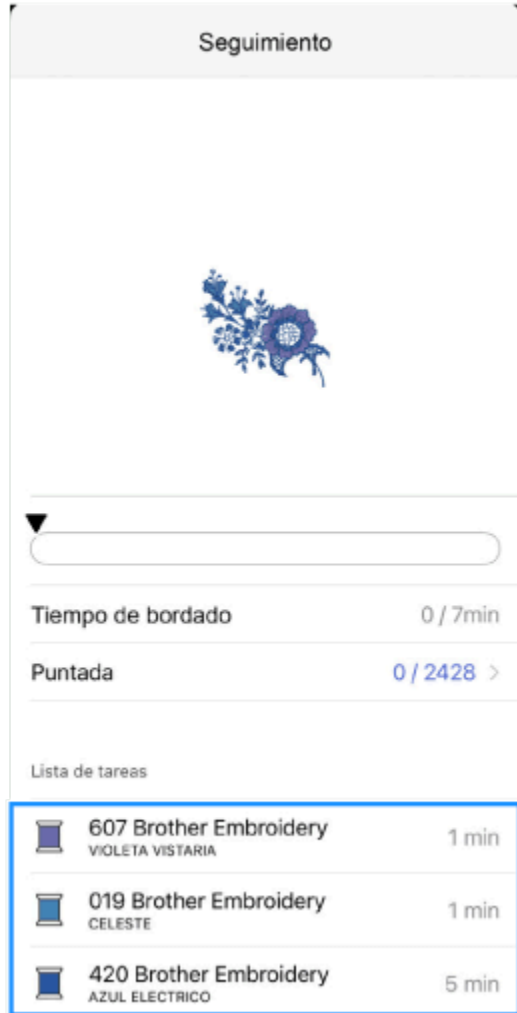 Seguimiento
Tiempo de bordado 0 / 7min
Puntada 0 / 2428 >
Lista de tareas
607 Brother Embroidery 1 min
VIOLETA VISTARIA
019 Brother Embroidery 1 min
CELESTE
420 Brother Embroidery 5 min
AZUL ELECTRICO